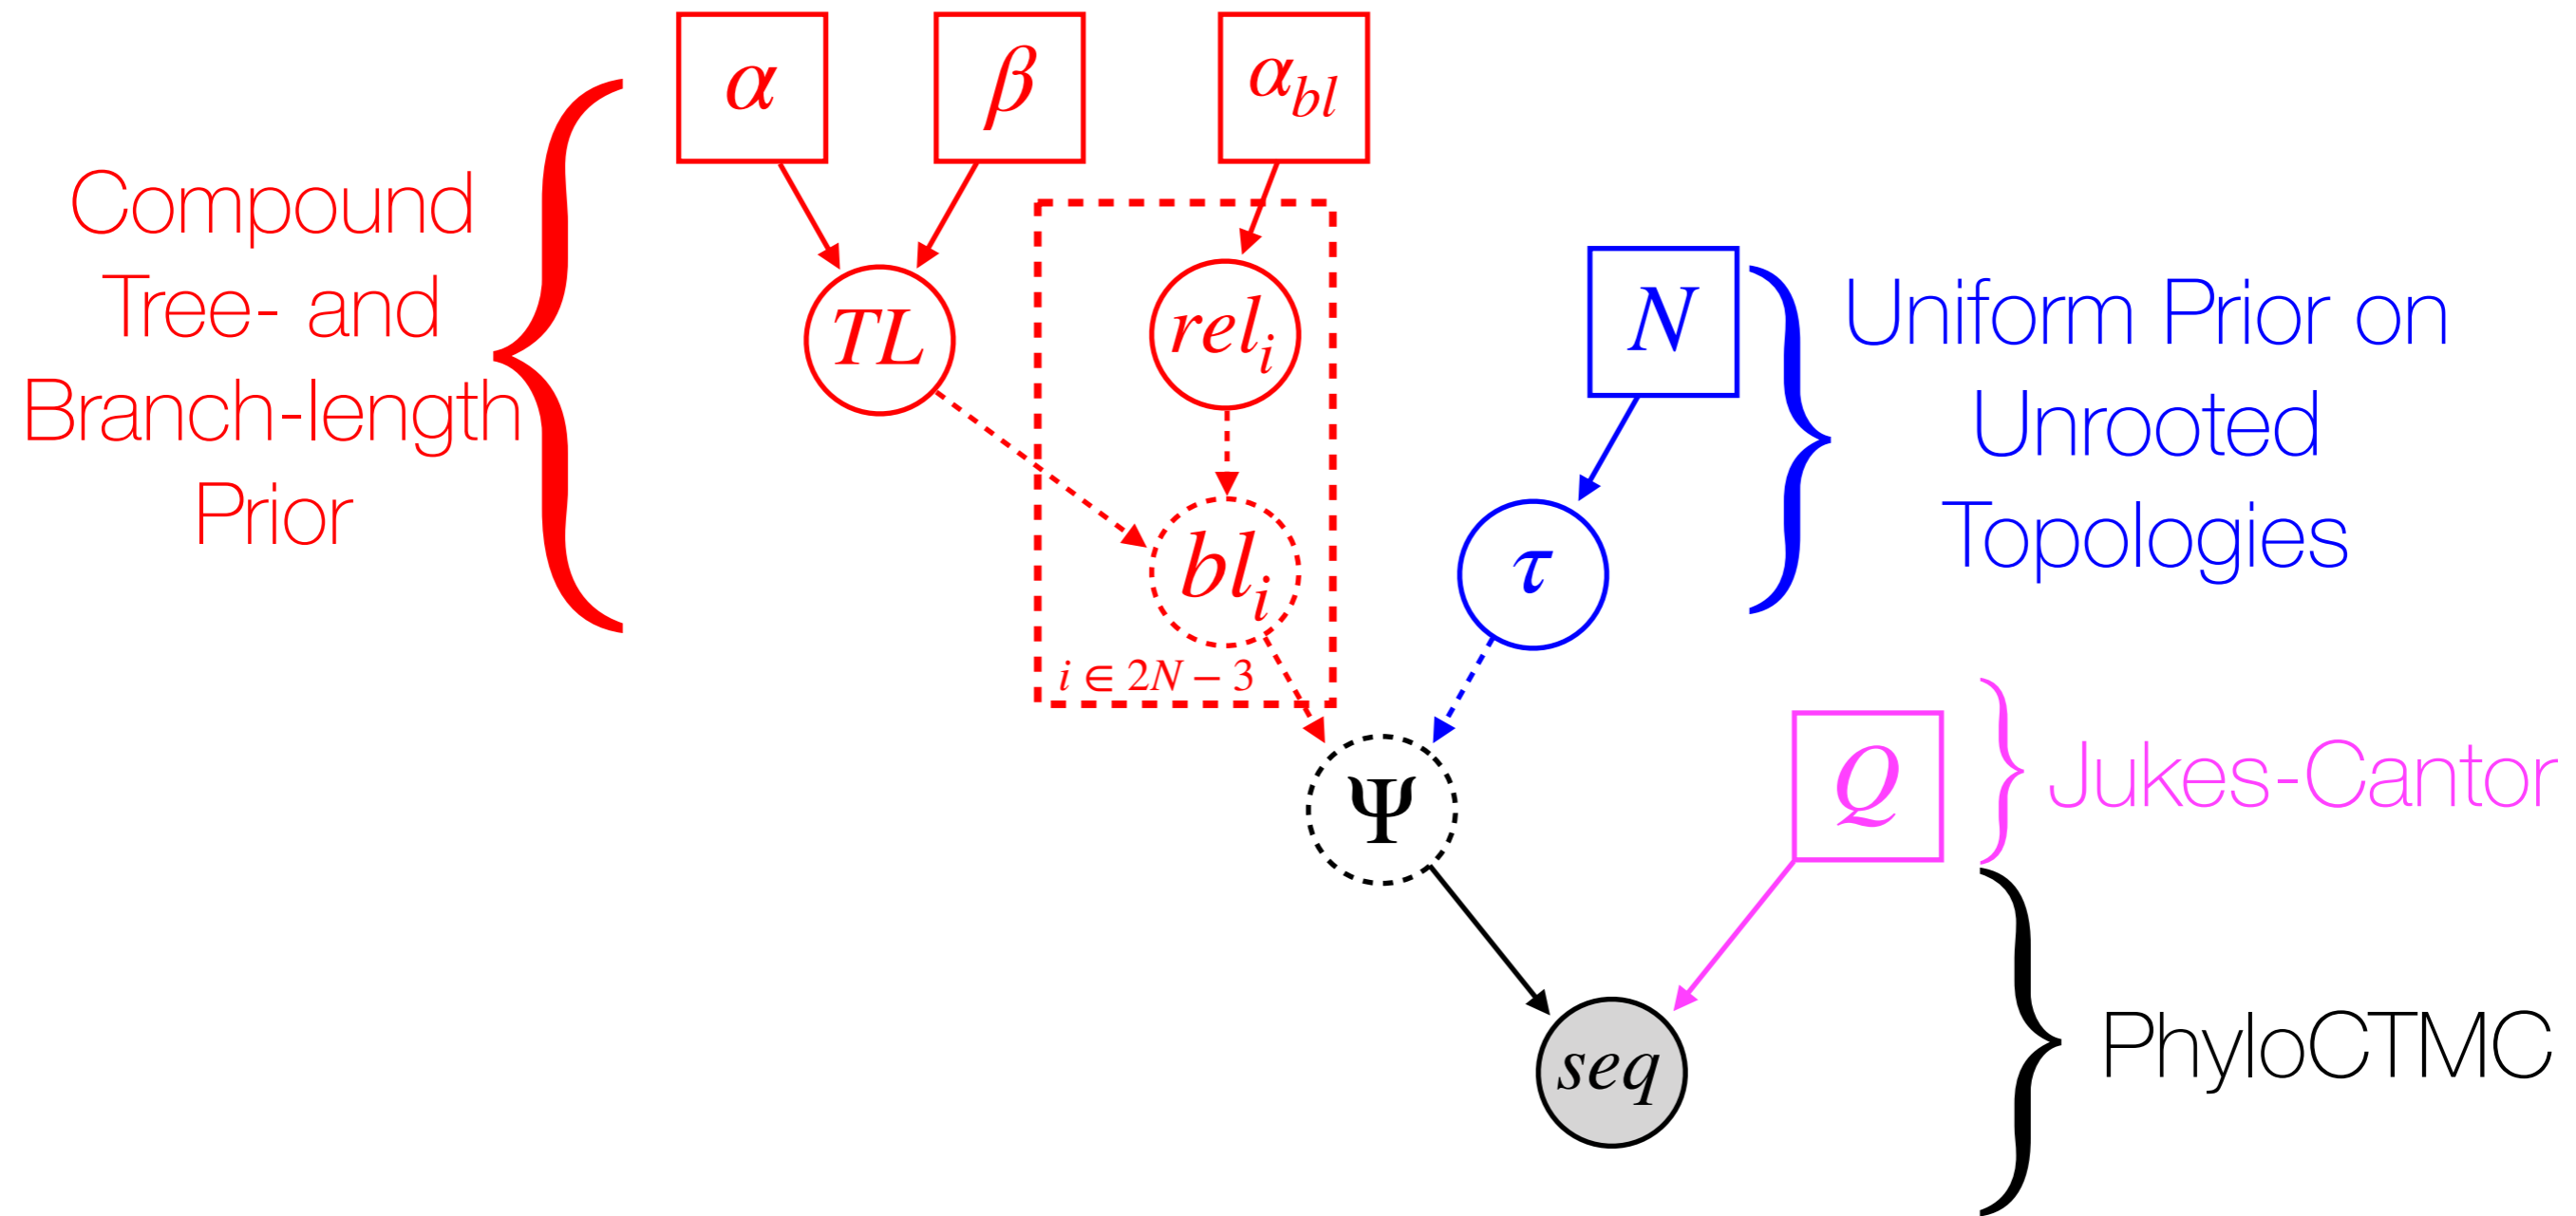 α
β
α_bl
Compound
Tree- and
Branch-length
Prior
TL
rel_i
N
Uniform Prior on
Unrooted
Topologies
bl_i
τ
i ∈ 2N − 3
Ψ
Q
Jukes-Cantor
seq
PhyloCTMC